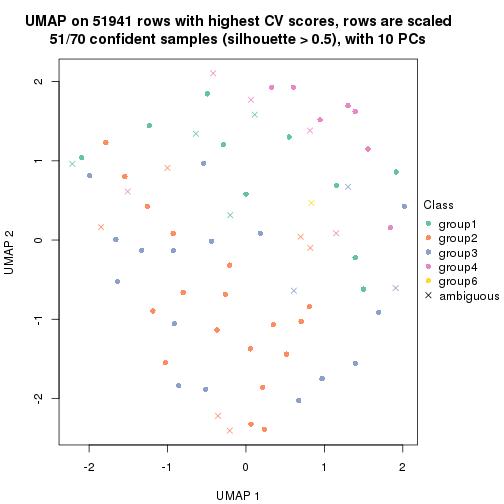 UMAP on 51941 rows with highest CV scores, rows are scaled
51/70 confident samples (silhouette > 0.5), with 10 PCs
2
1
0
-1
-2
UMAP 2
-2
-1
0
1
2
UMAP 1
Class
group1
group2
group3
group4
group6
ambiguous